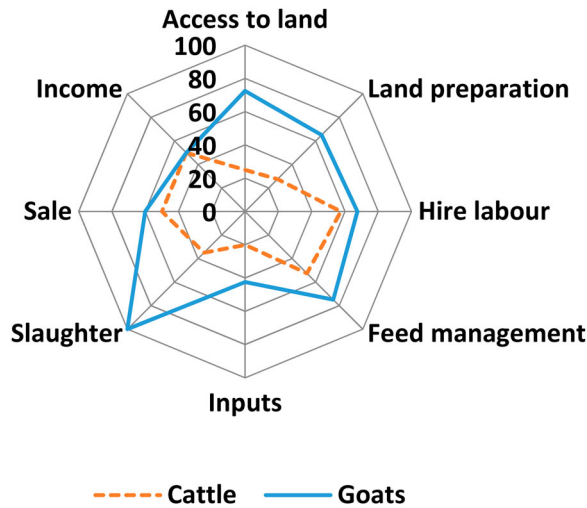 Access to land
100
80
60
40
20
0
Income
Land preparation
Sale
Hire labour
Slaughter
Feed management
Inputs
Cattle
Goats